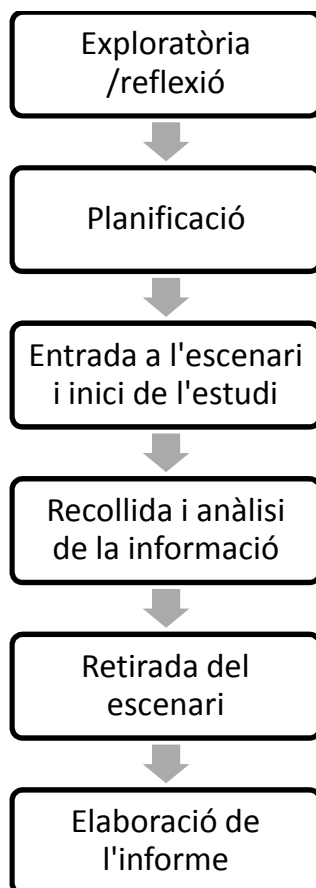 Exploratòria
/reflexió
Planificació
Entrada a l'escenari
i inici de l'estudi
Recollida i anàlisi
de la informació
Retirada del
escenari
Elaboració de
l'informe